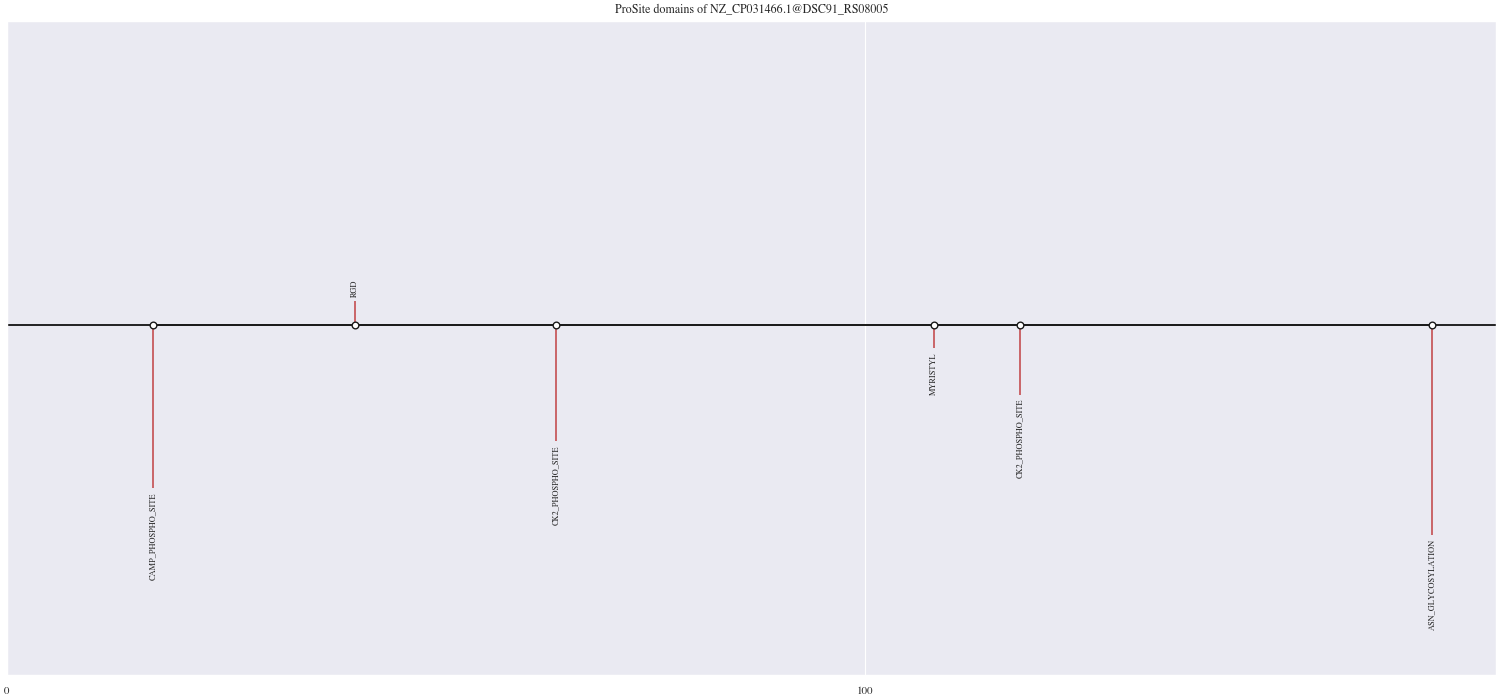 ProSite domains of NZ_CP031466.1@DSC91_RS08005
RGD
MYRISTYL
CK2_PHOSPHO_SITE
CK2_PHOSPHO_SITE
CAMP_PHOSPHO_SITE
ASN_GLYCOSYLATION
0
100